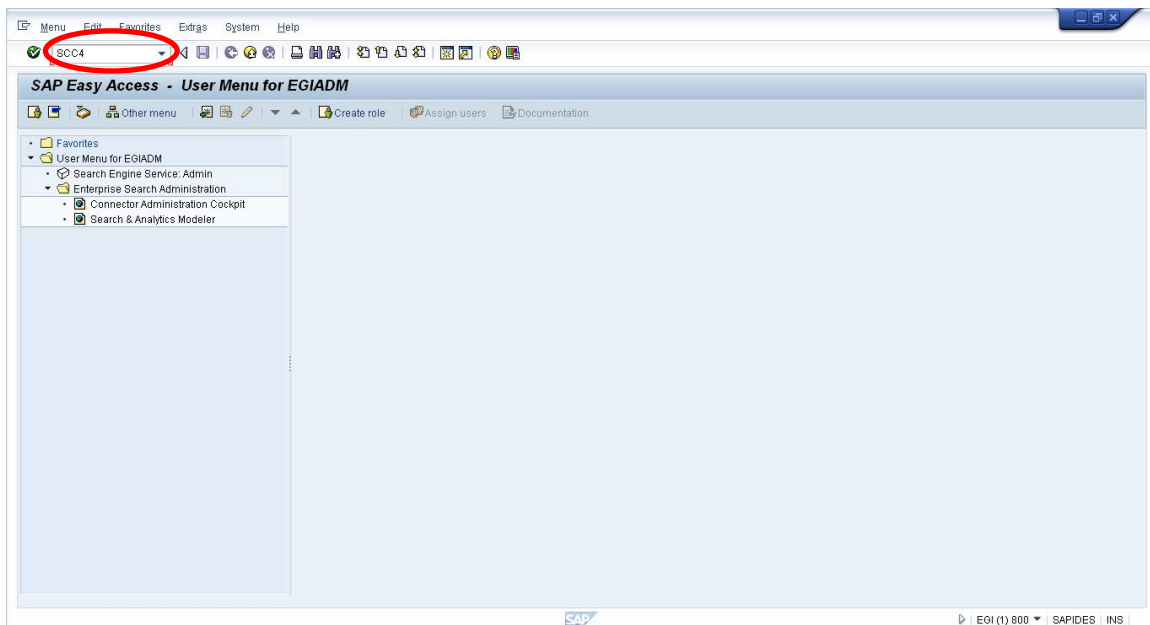 Menu Edit Favorites Extras System Help
SCC4
SAP Easy Access - User Menu for EGIADM
Other menu Create role Assign users Documentation
Favorites
User Menu for EGIADM
Search Engine Service: Admin
Enterprise Search Administration
Connector Administration Cockpit
Search & Analytics Modeler
SAP EGI (1) 800 SAPIDES INS